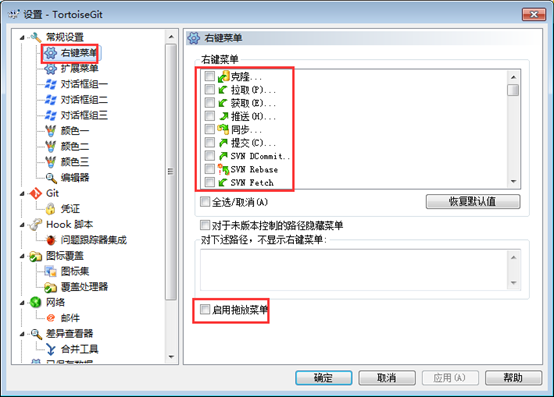 设置 - TortoiseGit
常规设置
右键菜单
扩展菜单
对话框组一
对话框组二
对话框组三
颜色一
颜色二
颜色三
编辑器
Git
凭证
Hook 脚本
问题跟踪器集成
图标覆盖
图标集
覆盖处理器
网络
邮件
差异查看器
合并工具
已保存数据
右键菜单
右键菜单
克隆...
拉取(P)...
获取(E)...
推送(H)...
同步...
提交(C)...
SVN DCommit..
SVN Rebase
SVN Fetch
全选/取消(A)
恢复默认值
对于未版本控制的路径隐藏菜单
对下述路径，不显示右键菜单:
启用拖放菜单
确定
取消
应用(A)
帮助